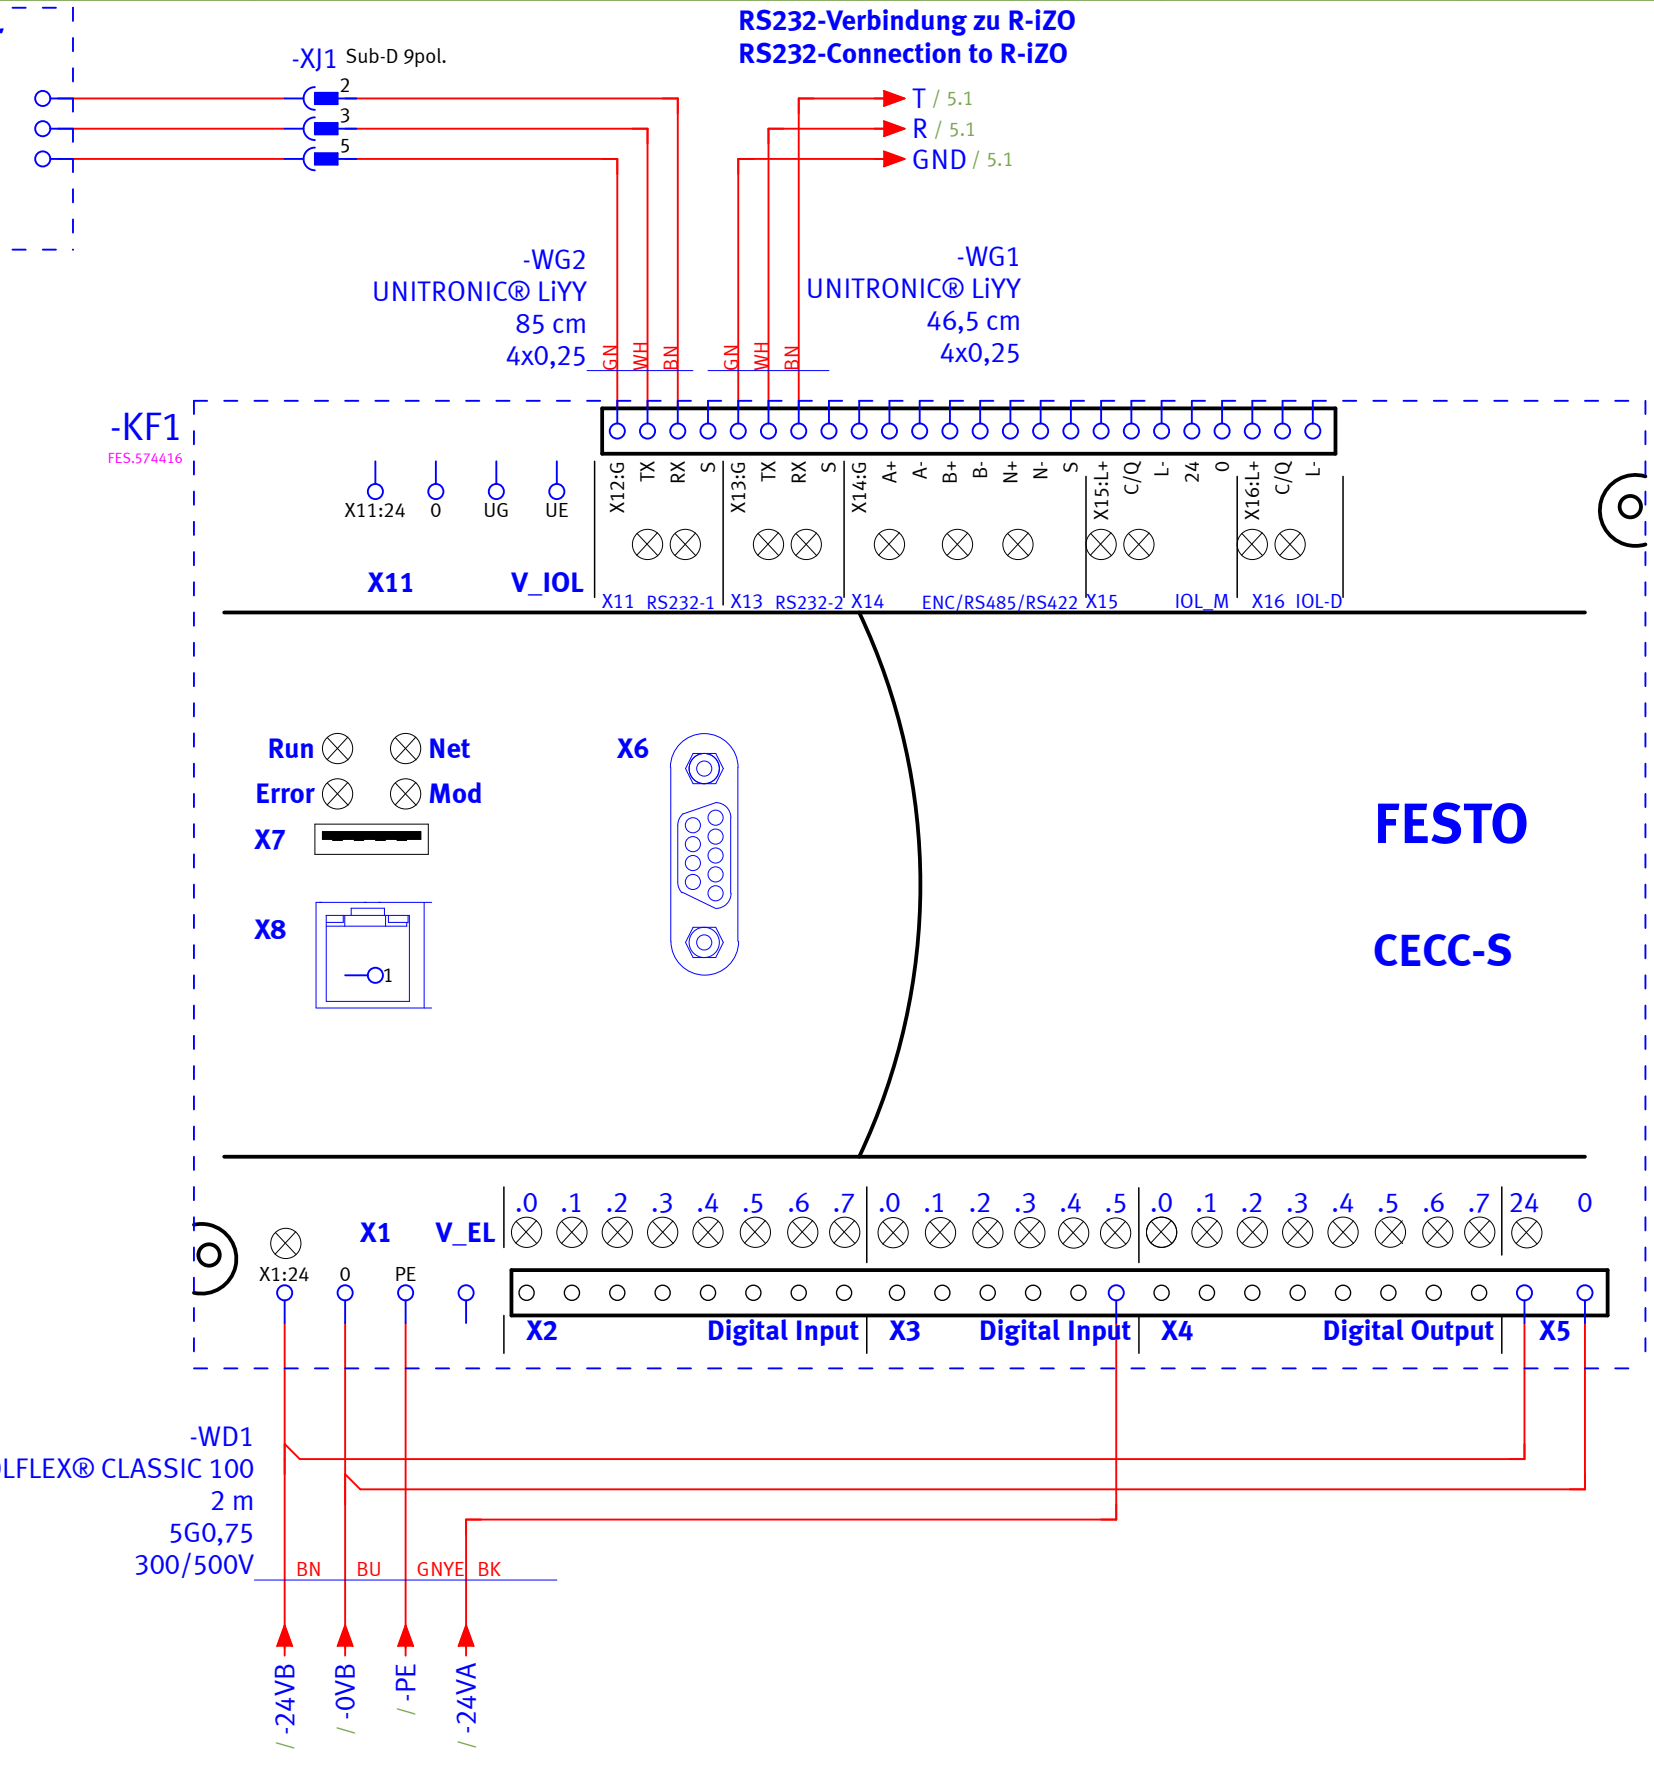 RS232-Verbindung zu R-iZO
RS232-Connection to R-iZO
-XJ1 Sub-D 9pol.
2
3
5
T / 5.1
R / 5.1
GND / 5.1
-WG2
UNITRONIC® LiYY
85 cm
4x0,25
GN WH BN
-WG1
UNITRONIC® LiYY
46,5 cm
4x0,25
GN WH BN
-KF1
FES.574416
X11:24 0 UG UE
X12:G TX RX S X13:G TX RX S X14:G A+ A- B+ B- N+ N- S X15:L+ C/Q L- 24 0 X16:L+ C/Q L-
X11 V_IOL
X11 RS232-1 X13 RS232-2 X14 ENC/RS485/RS422 X15 IOL_M X16 IOL-D
Run Net
Error Mod
X7
X8
1
X6
FESTO
CECC-S
.0 .1 .2 .3 .4 .5 .6 .7 .0 .1 .2 .3 .4 .5 .0 .1 .2 .3 .4 .5 .6 .7 24 0
X1 V_EL
X1:24 0 PE
X2 Digital Input X3 Digital Input X4 Digital Output X5
-WD1
LFLEX® CLASSIC 100
2 m
5G0,75
300/500V
BN BU GNYE BK
/ -24VB
/ -0VB
/ -PE
/ -24VA